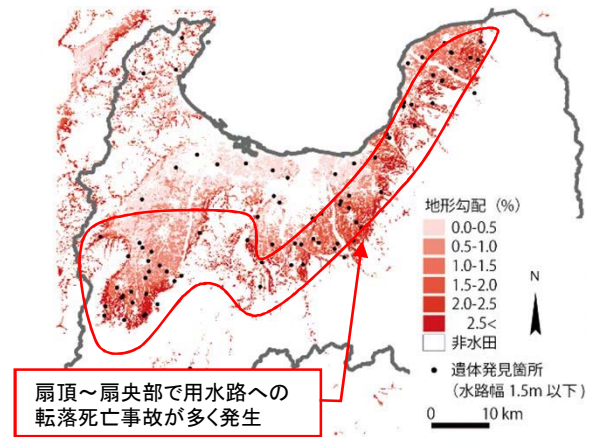 地形勾配 (%)
0.0-0.5
0.5-1.0
1.0-1.5
1.5-2.0
2.0-2.5
2.5<
非水田
遺体発見箇所
(水路幅 1.5m 以下)
N
0 10 km
扇頂～扇央部で用水路への
転落死亡事故が多く発生